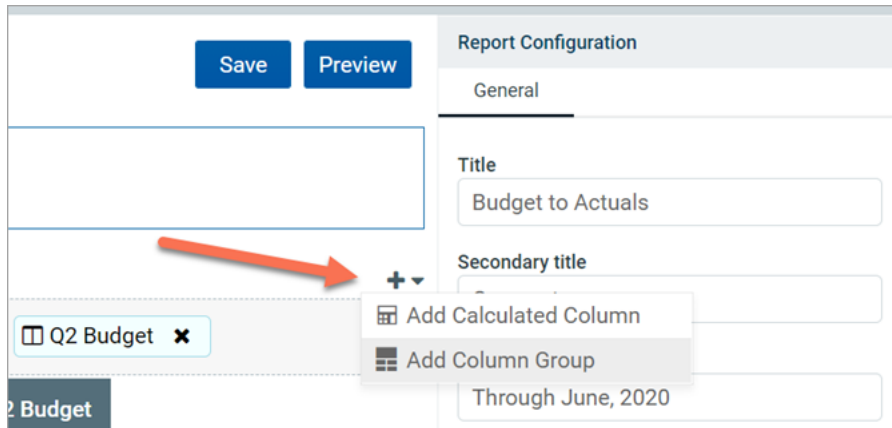 Report Configuration
Save
Preview
General
Title
Budget to Actuals
Secondary title
Add Calculated Column
Q2 Budget
Add Column Group
Through June, 2020
Budget